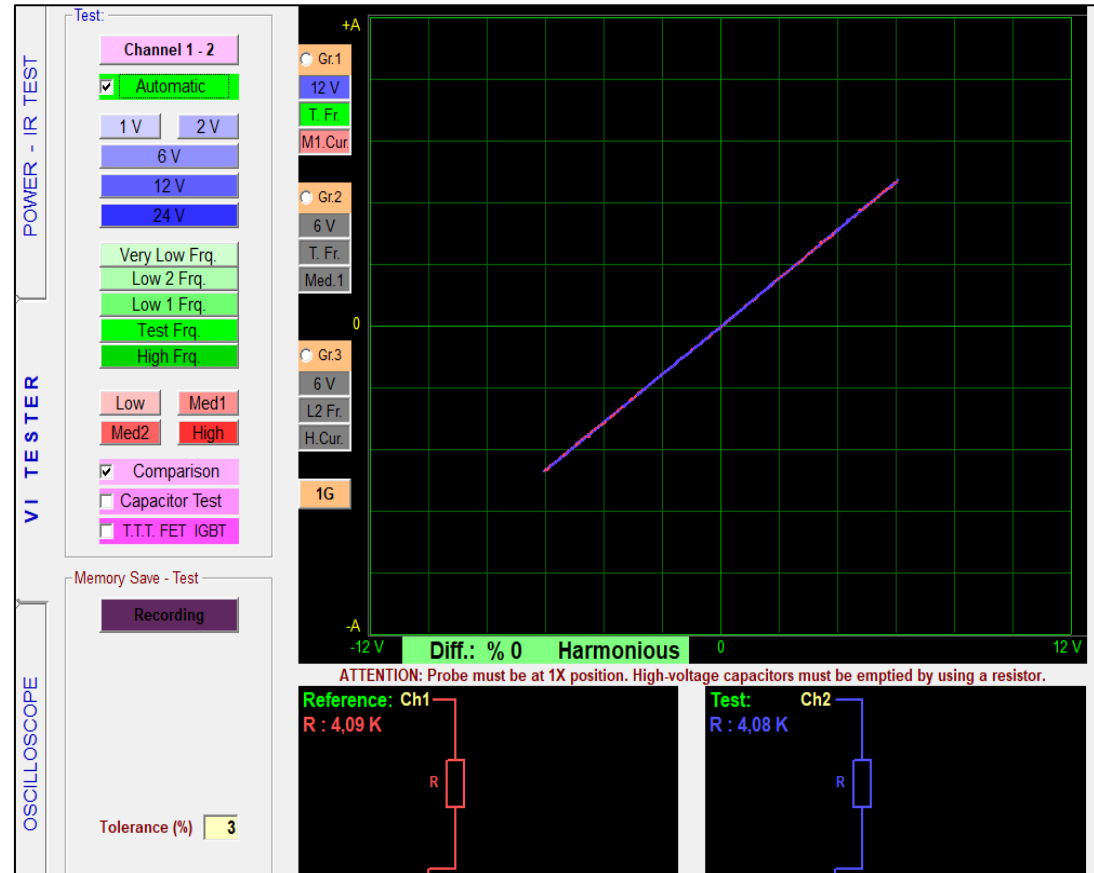 POWER - IR TEST
VI TESTER
OSCILLOSCOPE
Test:
Channel 1 - 2
Automatic
1 V
2 V
6 V
12 V
24 V
Very Low Frq.
Low 2 Frq.
Low 1 Frq.
Test Frq.
High Frq.
Low
Med1
Med2
High
Comparison
Capacitor Test
T.T.T. FET IGBT
Memory Save - Test
Recording
Tolerance (%) 3
Gr.1
12 V
T. Fr.
M1.Cur.
Gr.2
6 V
T. Fr.
Med.1
Gr.3
6 V
L2 Fr.
H.Cur.
1G
+A
0
-A
-12 V
0
12 V
Diff.: % 0 Harmonious
ATTENTION: Probe must be at 1X position. High-voltage capacitors must be emptied by using a resistor.
Reference: Ch1
R : 4,09 K
R
Test: Ch2
R : 4,08 K
R